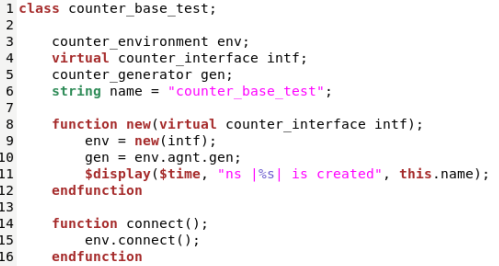 1 class counter_base_test;
2
3     counter_environment env;
4     virtual counter_interface intf;
5     counter_generator gen;
6     string name = "counter_base_test";
7
8     function new(virtual counter_interface intf);
9         env = new(intf);
10         gen = env.agnt.gen;
11         $display($time, "ns |%s| is created", this.name);
12     endfunction
13
14     function connect();
15         env.connect();
16     endfunction